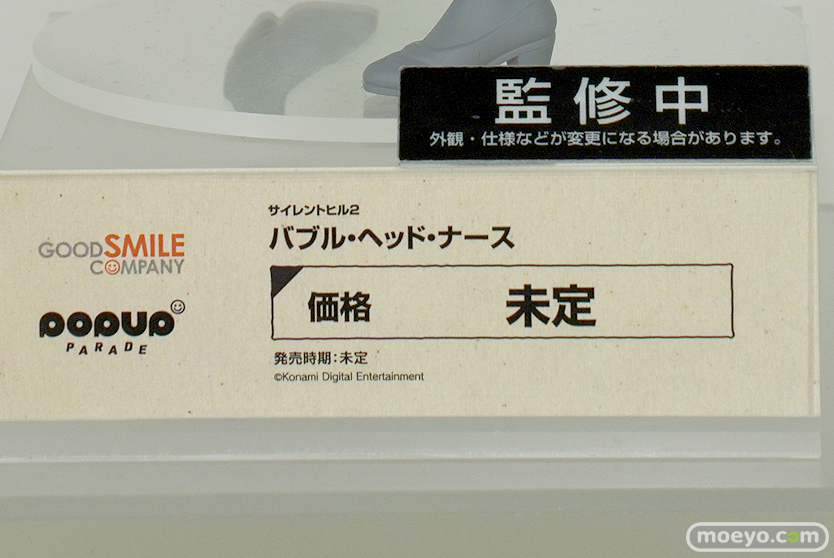 監修中
外観・仕様などが変更になる場合があります。
サイレントヒル2
バブル・ヘッド・ナース
GOOD SMILE
COMPANY
POPUP
PARADE
価格 未定
発売時期:未定
©Konami Digital Entertainment
moeyo.com